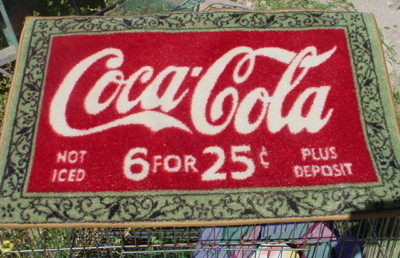 Coca-Cola
NOT ICED
6 FOR 25¢
PLUS DEPOSIT